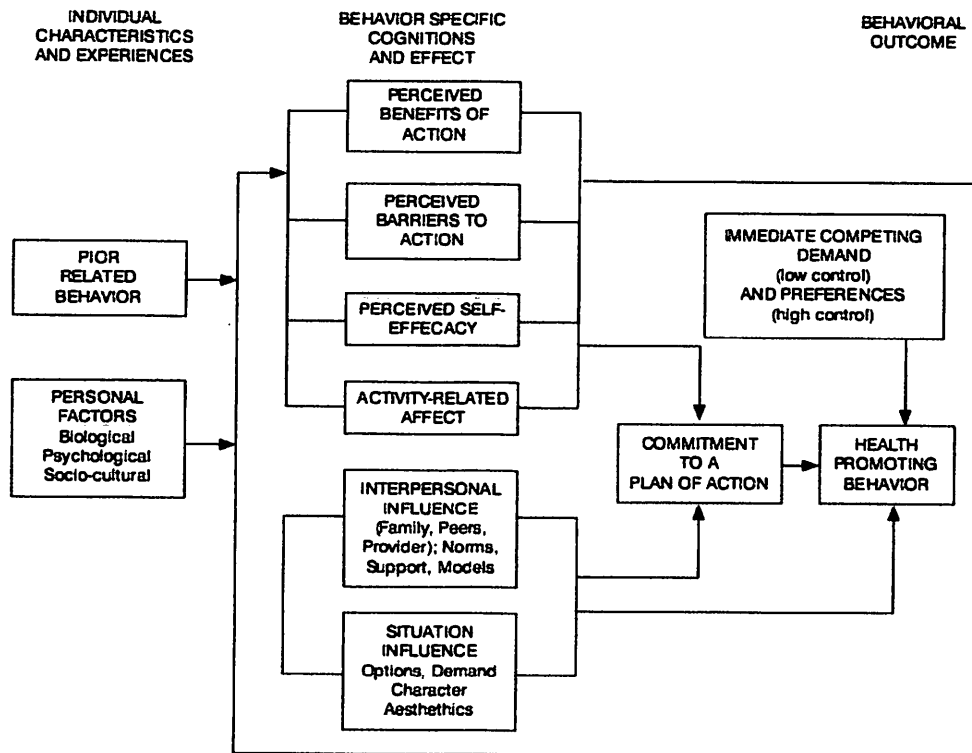 INDIVIDUAL
CHARACTERISTICS
AND EXPERIENCES
BEHAVIOR SPECIFIC
COGNITIONS
AND EFFECT
BEHAVIORAL
OUTCOME
PERCEIVED
BENEFITS OF
ACTION
PERCEIVED
BARRIERS TO
ACTION
PERCEIVED SELF-
EFFECACY
ACTIVITY-RELATED
AFFECT
PIOR
RELATED
BEHAVIOR
PERSONAL
FACTORS
Biological
Psychological
Socio-cultural
INTERPERSONAL
INFLUENCE
(Family, Peers,
Provider); Norms,
Support, Models
SITUATION
INFLUENCE
Options, Demand
Character
Aesthethics
IMMEDIATE COMPETING
DEMAND
(low control)
AND PREFERENCES
(high control)
COMMITMENT
TO A
PLAN OF ACTION
HEALTH
PROMOTING
BEHAVIOR